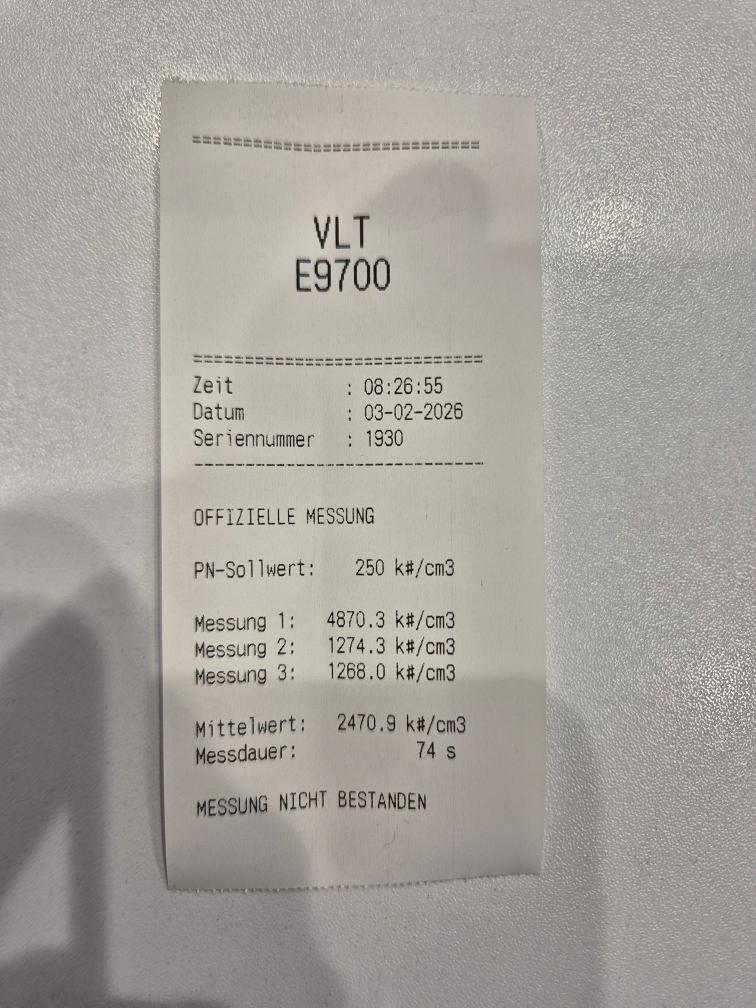 ============================
VLT
E9700
============================
Zeit : 08:26:55
Datum : 03-02-2026
Seriennummer : 1930
----------------------------
OFFIZIELLE MESSUNG
PN-Sollwert: 250 k#/cm3
Messung 1: 4870.3 k#/cm3
Messung 2: 1274.3 k#/cm3
Messung 3: 1268.0 k#/cm3
Mittelwert: 2470.9 k#/cm3
Messdauer: 74 s
MESSUNG NICHT BESTANDEN